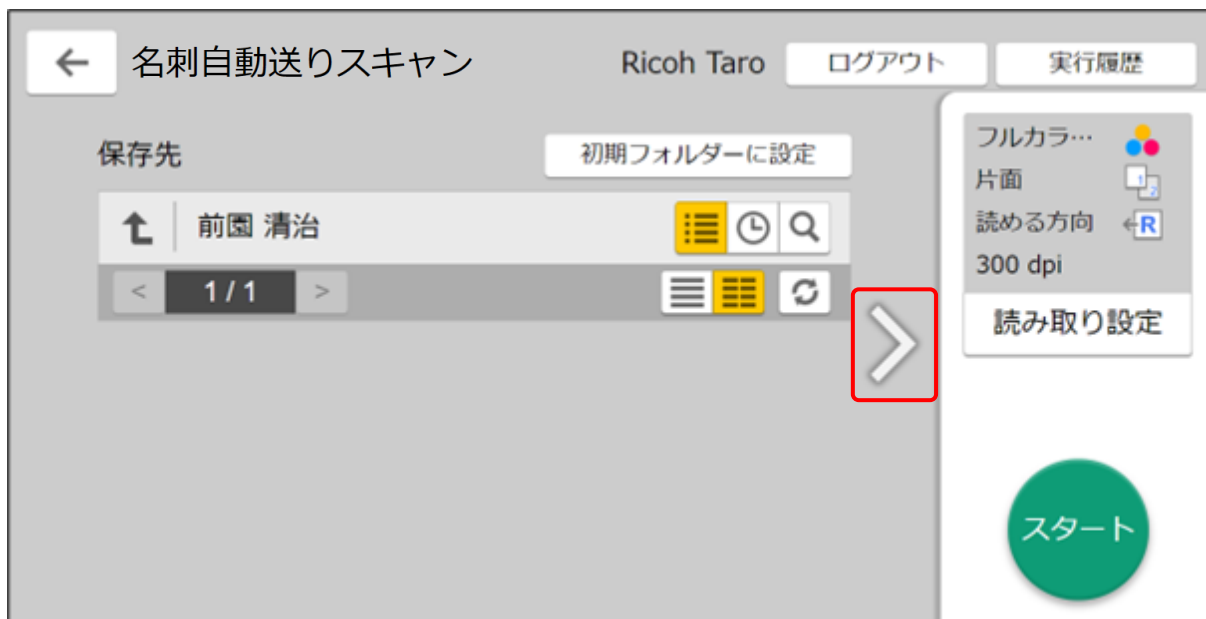 名刺自動送りスキャン Ricoh Taro ログアウト 実行履歴
保存先 初期フォルダーに設定
前園 清治
< 1 / 1 >
フルカラ…
片面 1 2
読める方向 ←R
300 dpi
読み取り設定
スタート